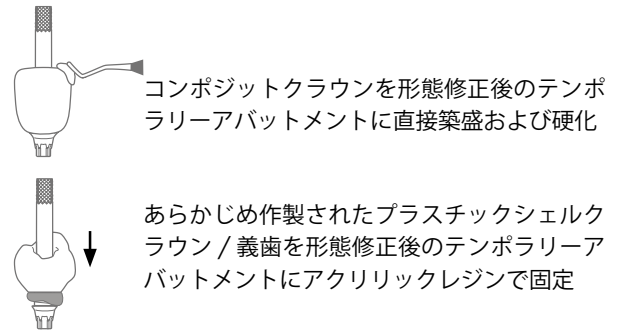 コンポジットクラウンを形態修正後のテンポ
ラリーアバットメントに直接築盛および硬化
あらかじめ作製されたプラスチックシェルク
ラウン / 義歯を形態修正後のテンポラリーア
バットメントにアクリリックレジンで固定